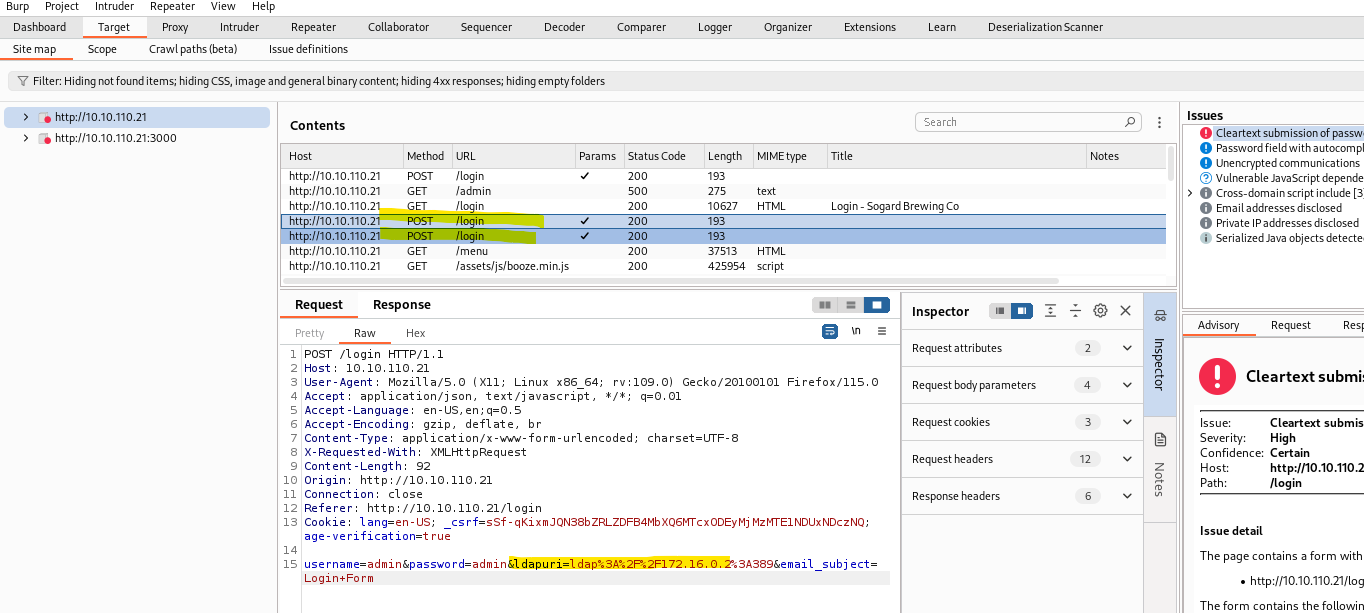 Burp Project Intruder Repeater View Help
Dashboard Target Proxy Intruder Repeater Collaborator Sequencer Decoder Comparer Logger Organizer Extensions Learn Deserialization Scanner
Site map Scope Crawl paths (beta) Issue definitions
Filter: Hiding not found items; hiding CSS, image and general binary content; hiding 4xx responses; hiding empty folders
http://10.10.110.21
http://10.10.110.21:3000
Contents
Search
Host Method URL Params Status Code Length MIME type Title Notes
http://10.10.110.21 POST /login ✓ 200 193
http://10.10.110.21 GET /admin 500 275 text
http://10.10.110.21 GET /login 200 10627 HTML Login - Sogard Brewing Co
http://10.10.110.21 POST /login ✓ 200 193
http://10.10.110.21 POST /login ✓ 200 193
http://10.10.110.21 GET /menu 200 37513 HTML
http://10.10.110.21 GET /assets/js/booze.min.js 200 425954 script
Request Response
Pretty Raw Hex
\n
1 POST /login HTTP/1.1
2 Host: 10.10.110.21
3 User-Agent: Mozilla/5.0 (X11; Linux x86_64; rv:109.0) Gecko/20100101 Firefox/115.0
4 Accept: application/json, text/javascript, */*; q=0.01
5 Accept-Language: en-US,en;q=0.5
6 Accept-Encoding: gzip, deflate, br
7 Content-Type: application/x-www-form-urlencoded; charset=UTF-8
8 X-Requested-With: XMLHttpRequest
9 Content-Length: 92
10 Origin: http://10.10.110.21
11 Connection: close
12 Referer: http://10.10.110.21/login
13 Cookie: lang=en-US; _csrf=sSf-qKixmJQN38bZRLZDFB4MbXQ6MTcxODEyMjMzMTE1NDUxNDczNQ;
age-verification=true
14
15 username=admin&password=admin&ldapuri=ldap%3A%2F%2F172.16.0.2%3A389&email_subject=
Login+Form
Inspector
Request attributes 2
Request body parameters 4
Request cookies 3
Request headers 12
Response headers 6
Inspector
Notes
Issues
Cleartext submission of passw
Password field with autocompl
Unencrypted communications
Vulnerable JavaScript depende
Cross-domain script include [3]
Email addresses disclosed
Private IP addresses disclosed
Serialized Java objects detecte
Advisory Request Resp
Cleartext submis
Issue: Cleartext submis
Severity: High
Confidence: Certain
Host: http://10.10.110.2
Path: /login
Issue detail
The page contains a form with
• http://10.10.110.21/log
The form contains the followin